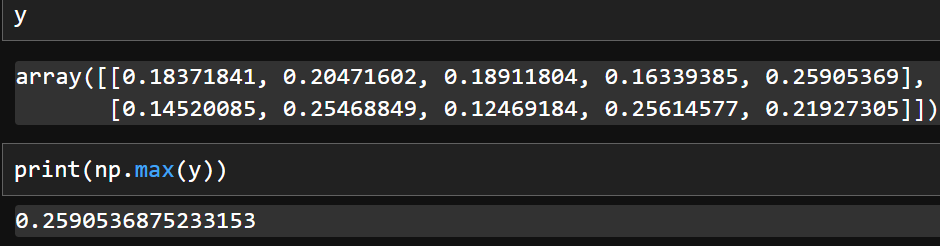 y
array([[0.18371841, 0.20471602, 0.18911804, 0.16339385, 0.25905369],
[0.14520085, 0.25468849, 0.12469184, 0.25614577, 0.21927305]])
print(np.max(y))
0.2590536875233153